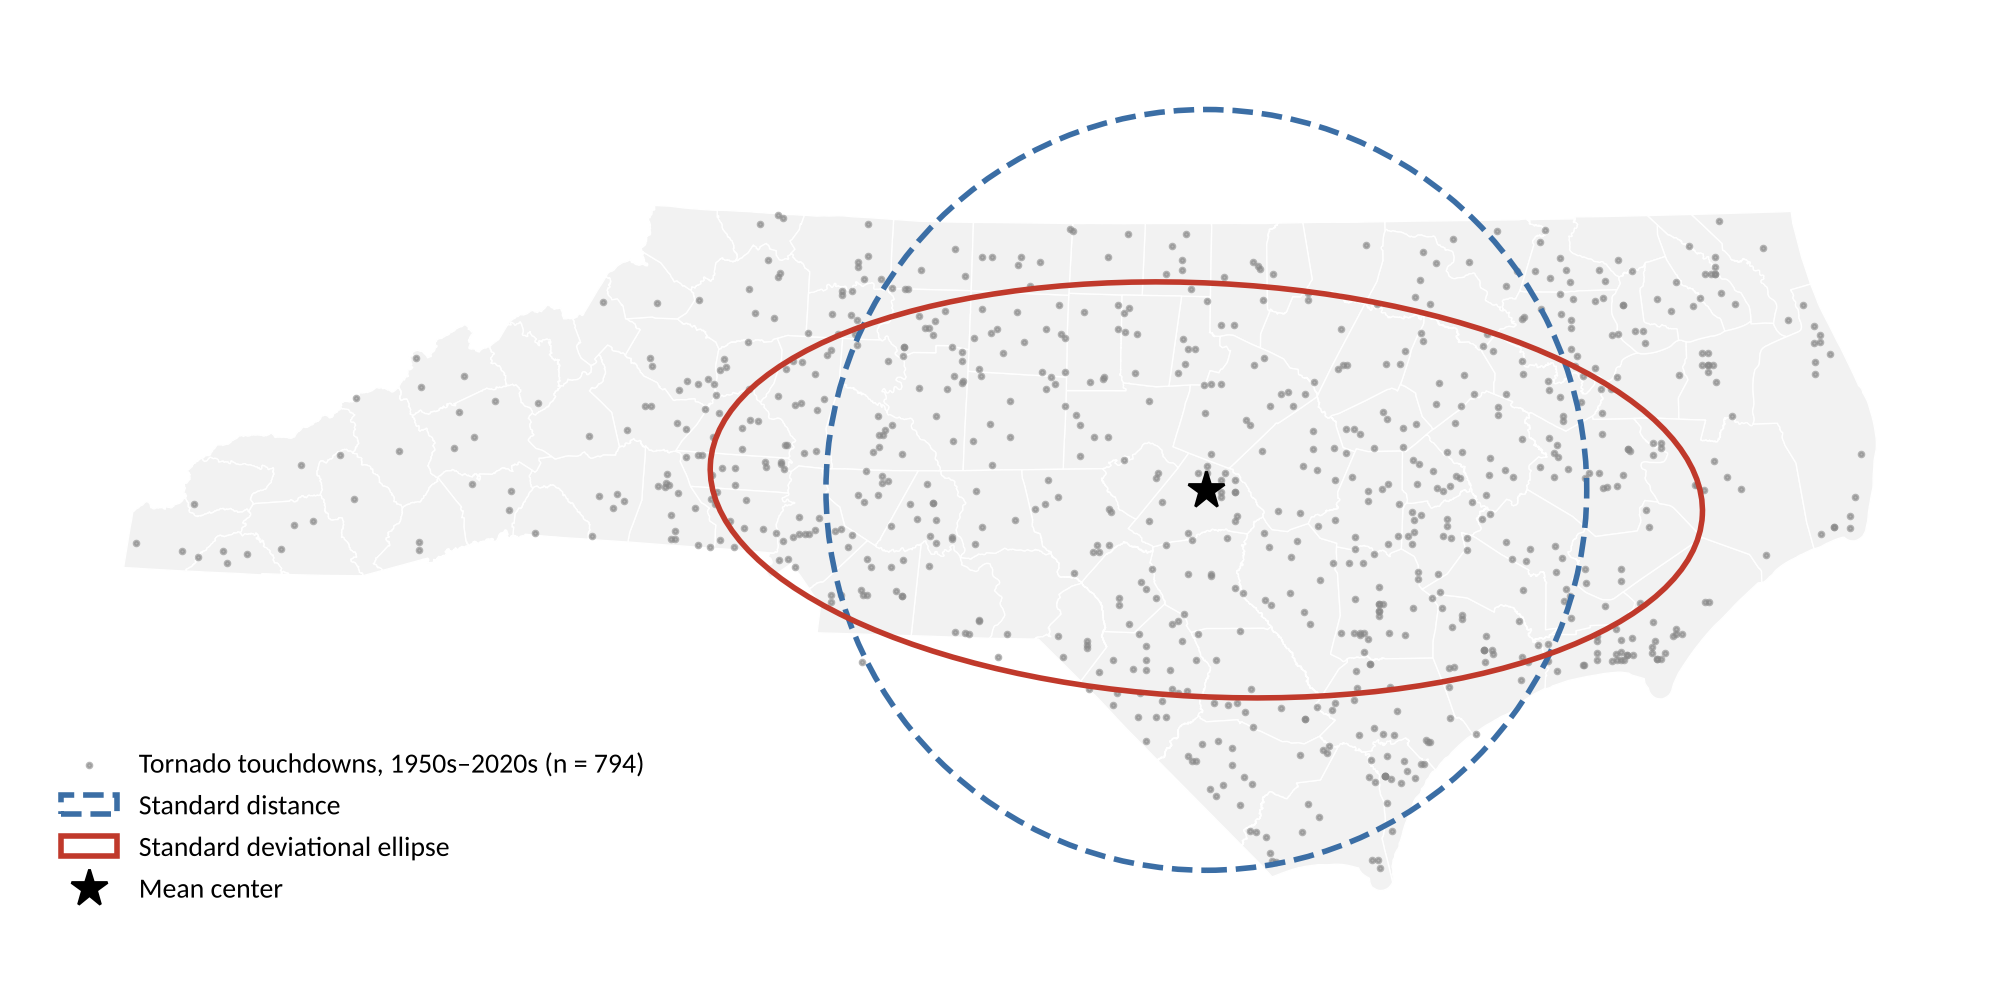 Tornado touchdowns, 1950s–2020s (n = 794)
Standard distance
Standard deviational ellipse
Mean center